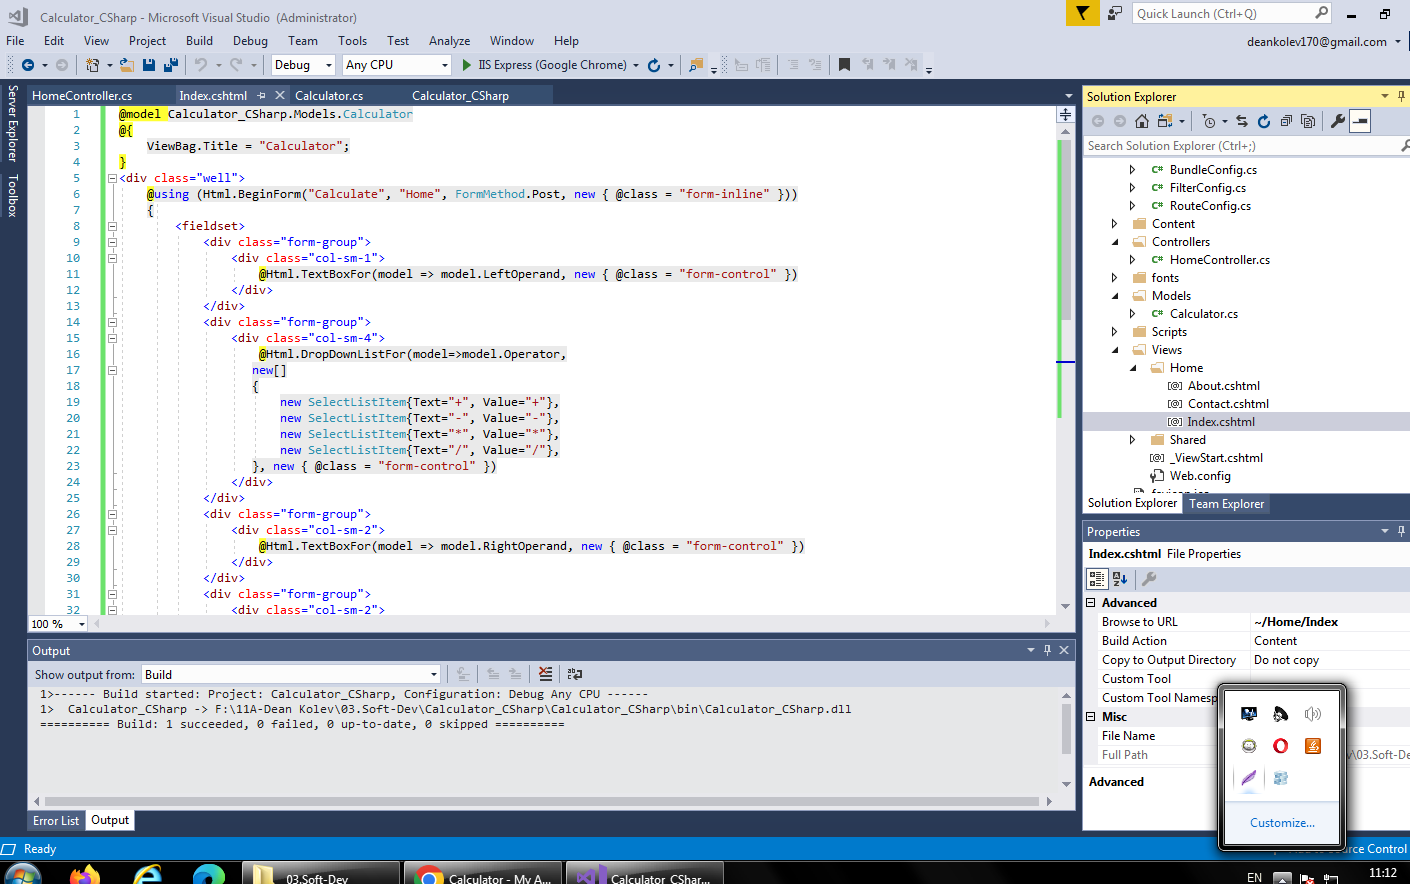 Calculator_CSharp - Microsoft Visual Studio (Administrator)
Quick Launch (Ctrl+Q)
File Edit View Project Build Debug Team Tools Test Analyze Window Help
deankolev170@gmail.com
Debug Any CPU IIS Express (Google Chrome)
Server Explorer
Toolbox
HomeController.cs Index.cshtml Calculator.cs Calculator_CSharp
1 @model Calculator_CSharp.Models.Calculator
2 @{
3 ViewBag.Title = "Calculator";
4 }
5 <div class="well">
6 @using (Html.BeginForm("Calculate", "Home", FormMethod.Post, new { @class = "form-inline" }))
7 {
8 <fieldset>
9 <div class="form-group">
10 <div class="col-sm-1">
11 @Html.TextBoxFor(model => model.LeftOperand, new { @class = "form-control" })
12 </div>
13 </div>
14 <div class="form-group">
15 <div class="col-sm-4">
16 @Html.DropDownListFor(model=>model.Operator,
17 new[]
18 {
19 new SelectListItem{Text="+", Value="+"},
20 new SelectListItem{Text="-", Value="-"},
21 new SelectListItem{Text="*", Value="*"},
22 new SelectListItem{Text="/", Value="/"},
23 }, new { @class = "form-control" })
24 </div>
25 </div>
26 <div class="form-group">
27 <div class="col-sm-2">
28 @Html.TextBoxFor(model => model.RightOperand, new { @class = "form-control" })
29 </div>
30 </div>
31 <div class="form-group">
32 <div class="col-sm-2">
100 %
Output
Show output from: Build
1>------ Build started: Project: Calculator_CSharp, Configuration: Debug Any CPU ------
1> Calculator_CSharp -> F:\11A-Dean Kolev\03.Soft-Dev\Calculator_CSharp\Calculator_CSharp\bin\Calculator_CSharp.dll
========== Build: 1 succeeded, 0 failed, 0 up-to-date, 0 skipped ==========
Error List Output
Solution Explorer
Search Solution Explorer (Ctrl+;)
C# BundleConfig.cs
C# FilterConfig.cs
C# RouteConfig.cs
Content
Controllers
C# HomeController.cs
fonts
Models
C# Calculator.cs
Scripts
Views
Home
[@] About.cshtml
[@] Contact.cshtml
[@] Index.cshtml
Shared
[@] _ViewStart.cshtml
Web.config
favicon.ico
Solution Explorer Team Explorer
Properties
Index.cshtml File Properties
Advanced
Browse to URL ~/Home/Index
Build Action Content
Copy to Output Directory Do not copy
Custom Tool
Custom Tool Namesp
Misc
File Name
Full Path \03.Soft-De
Advanced
Customize...
Ready
Source Control
03.Soft-Dev
Calculator - My A...
Calculator_CShar...
EN
11:12